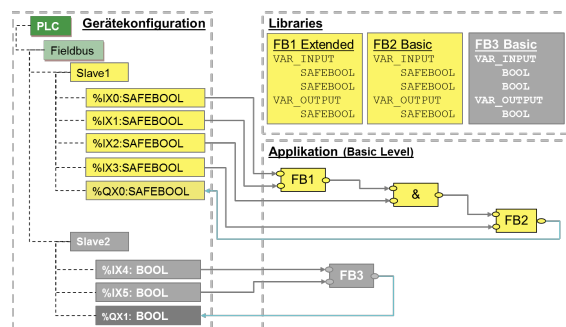 PLC
Gerätekonfiguration
Fieldbus
Slave1
%IX0:SAFEBOOL
%IX1:SAFEBOOL
%IX2:SAFEBOOL
%IX3:SAFEBOOL
%QX0:SAFEBOOL
Slave2
%IX4: BOOL
%IX5: BOOL
%QX1: BOOL
Libraries
FB1 Extended
VAR_INPUT
SAFEBOOL
SAFEBOOL
VAR_OUTPUT
SAFEBOOL
FB2 Basic
VAR_INPUT
SAFEBOOL
SAFEBOOL
VAR_OUTPUT
SAFEBOOL
FB3 Basic
VAR_INPUT
BOOL
BOOL
VAR_OUTPUT
BOOL
Applikation (Basic Level)
FB1
&
FB2
FB3